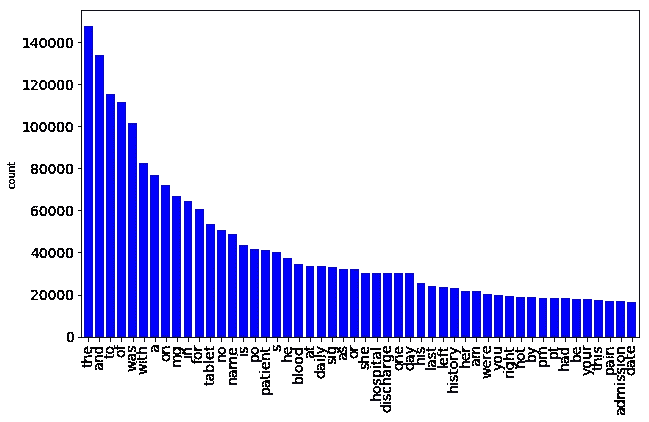 140000
120000
100000
80000
60000
40000
20000
0
count
the
and
to
of
was
with
a
on
mg
in
for
tablet
no
name
is
po
patient
s
he
blood
at
daily
sig
as
or
she
hospital
discharge
one
day
his
last
left
history
her
am
were
you
right
not
by
pm
pt
had
be
your
this
pain
admission
date